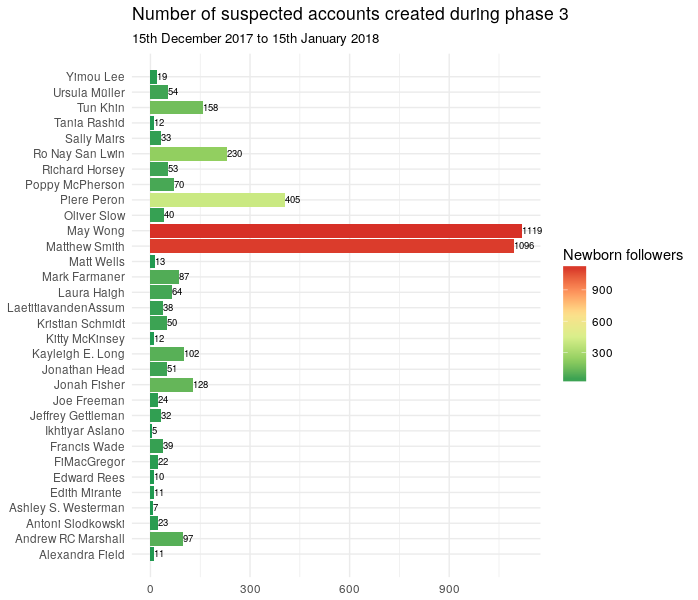 Number of suspected accounts created during phase 3
15th December 2017 to 15th January 2018
Yimou Lee 19
Ursula Müller 54
Tun Khin 158
Tania Rashid 12
Sally Mairs 33
Ro Nay San Lwin 230
Richard Horsey 53
Poppy McPherson 70
Piere Peron 405
Oliver Slow 40
May Wong 1119
Matthew Smith 1096
Matt Wells 13
Mark Farmaner 87
Laura Haigh 64
LaetitiavandenAssum 38
Kristian Schmidt 50
Kitty McKinsey 12
Kayleigh E. Long 102
Jonathan Head 51
Jonah Fisher 128
Joe Freeman 24
Jeffrey Gettleman 32
Ikhtiyar Aslano 5
Francis Wade 39
FiMacGregor 22
Edward Rees 10
Edith Mirante 11
Ashley S. Westerman 7
Antoni Slodkowski 23
Andrew RC Marshall 97
Alexandra Field 11
0 300 600 900
Newborn followers
900
600
300